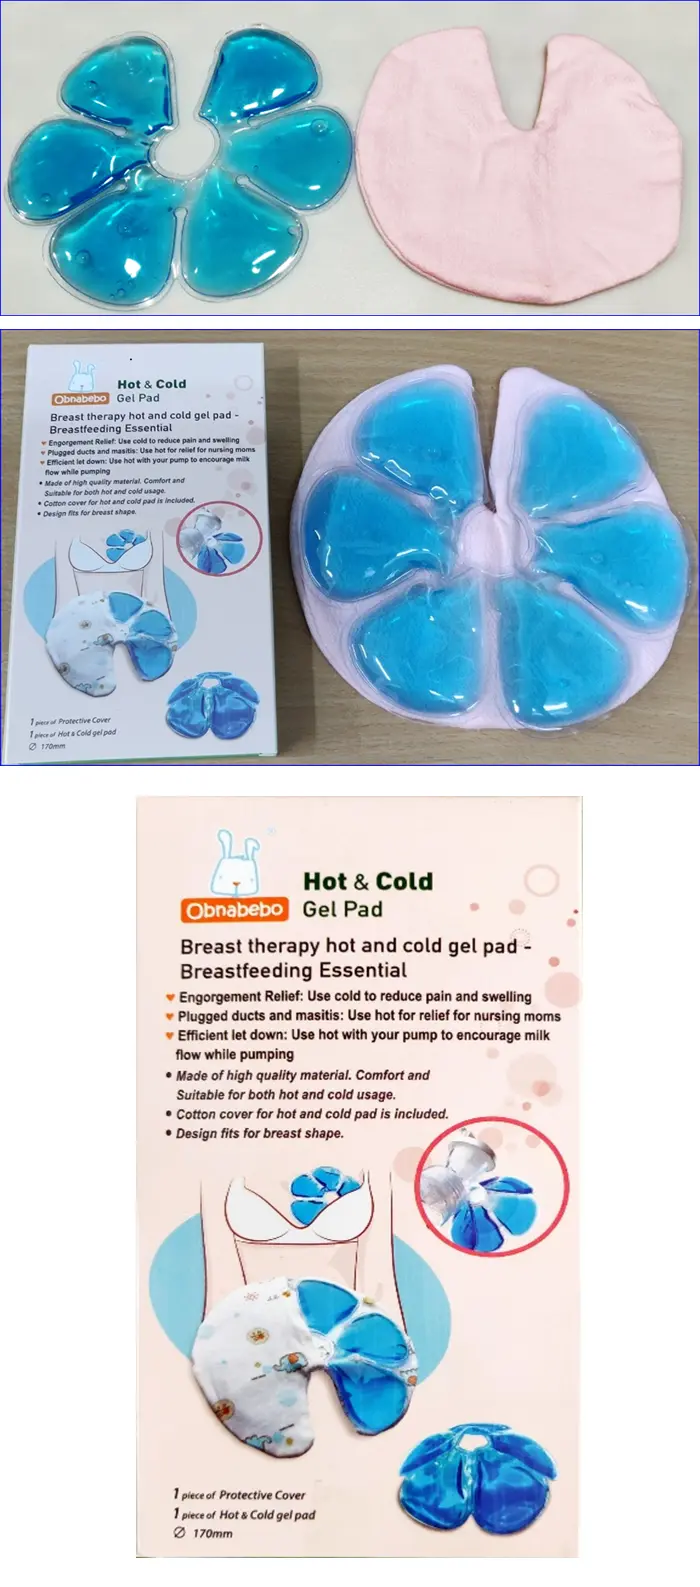 Obnabebo
Hot & Cold
Gel Pad
Breast therapy hot and cold gel pad -
Breastfeeding Essential
Engorgement Relief: Use cold to reduce pain and swelling
Plugged ducts and masitis: Use hot for relief for nursing moms
Efficient let down: Use hot with your pump to encourage milk
flow while pumping
• Made of high quality material. Comfort and
Suitable for both hot and cold usage.
• Cotton cover for hot and cold pad is included.
• Design fits for breast shape.
1 piece of Protective Cover
1 piece of Hot & Cold gel pad
∅ 170mm
Obnabebo
Hot & Cold
Gel Pad
Breast therapy hot and cold gel pad -
Breastfeeding Essential
Engorgement Relief: Use cold to reduce pain and swelling
Plugged ducts and masitis: Use hot for relief for nursing moms
Efficient let down: Use hot with your pump to encourage milk
flow while pumping
• Made of high quality material. Comfort and
Suitable for both hot and cold usage.
• Cotton cover for hot and cold pad is included.
• Design fits for breast shape.
1 piece of Protective Cover
1 piece of Hot & Cold gel pad
∅ 170mm